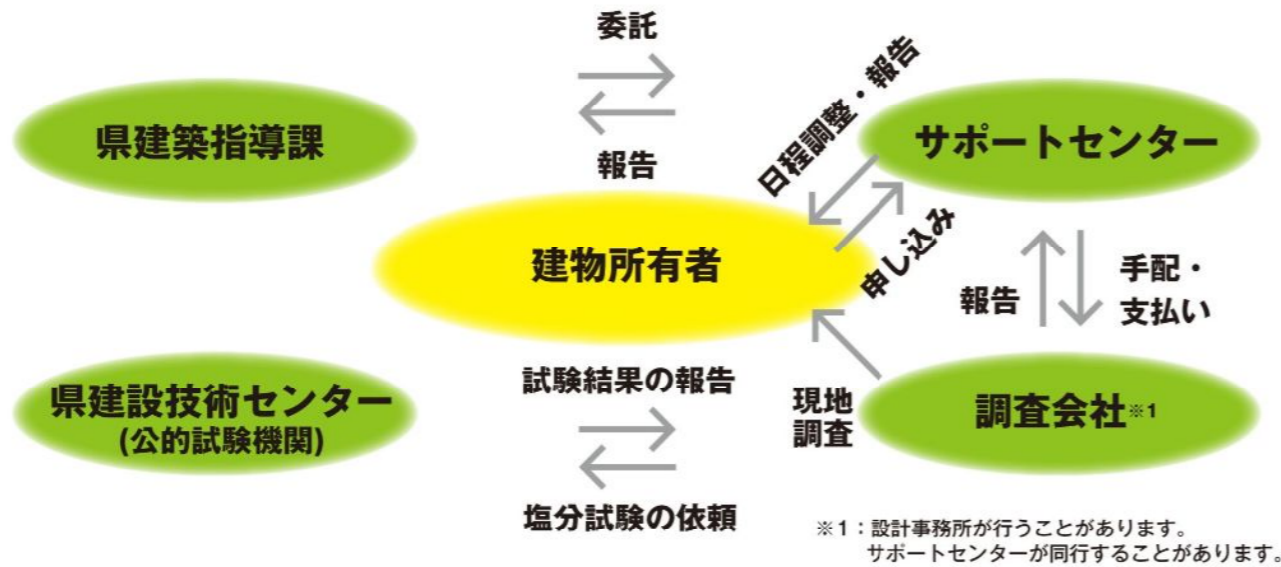 委託
県建築指導課
報告
日程調整・報告
サポートセンター
建物所有者
申し込み
報告
手配・
支払い
県建設技術センター
(公的試験機関)
試験結果の報告
塩分試験の依頼
現地
調査
調査会社※1
※1：設計事務所が行うことがあります。
サポートセンターが同行することがあります。